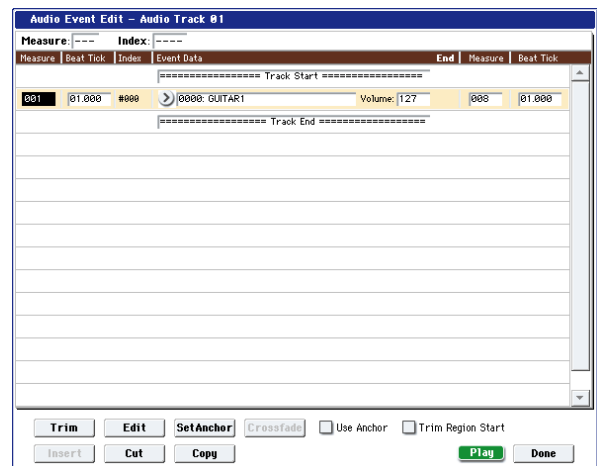 Audio Event Edit – Audio Track 01
Measure: --- Index: ----
Measure Beat Tick Index Event Data End Measure Beat Tick
================= Track Start =================
001 01.000 #000 0000: GUITAR1 Volume: 127 008 01.000
================== Track End ==================
Trim Edit SetAnchor Crossfade Use Anchor Trim Region Start
Insert Cut Copy Play Done